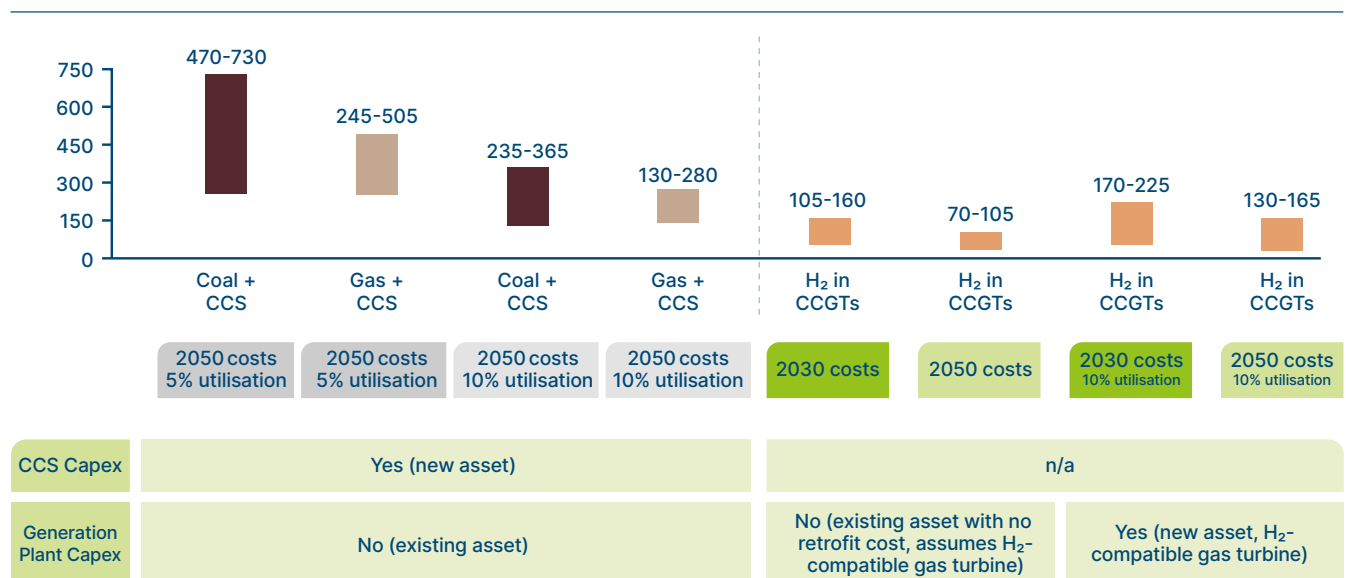 470-730
245-505
235-365
130-280
105-160
70-105
170-225
130-165
750
600
450
300
150
0
Coal +
CCS
Gas +
CCS
Coal +
CCS
Gas +
CCS
H₂ in
CCGTs
H₂ in
CCGTs
H₂ in
CCGTs
H₂ in
CCGTs
2050 costs
5% utilisation
2050 costs
5% utilisation
2050 costs
10% utilisation
2050 costs
10% utilisation
2030 costs
2050 costs
2030 costs
10% utilisation
2050 costs
10% utilisation
CCS Capex
Yes (new asset)
n/a
Generation
Plant Capex
No (existing asset)
No (existing asset with no
retrofit cost, assumes H₂-
compatible gas turbine)
Yes (new asset, H₂-
compatible gas turbine)